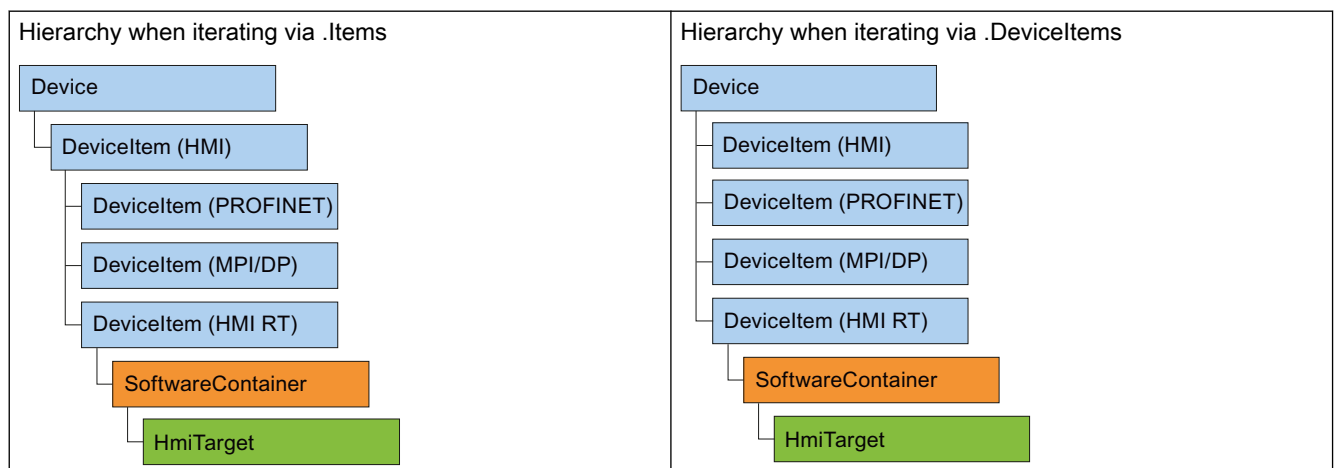 Hierarchy when iterating via .Items
Device
DeviceItem (HMI)
DeviceItem (PROFINET)
DeviceItem (MPI/DP)
DeviceItem (HMI RT)
SoftwareContainer
HmiTarget
Hierarchy when iterating via .DeviceItems
Device
DeviceItem (HMI)
DeviceItem (PROFINET)
DeviceItem (MPI/DP)
DeviceItem (HMI RT)
SoftwareContainer
HmiTarget